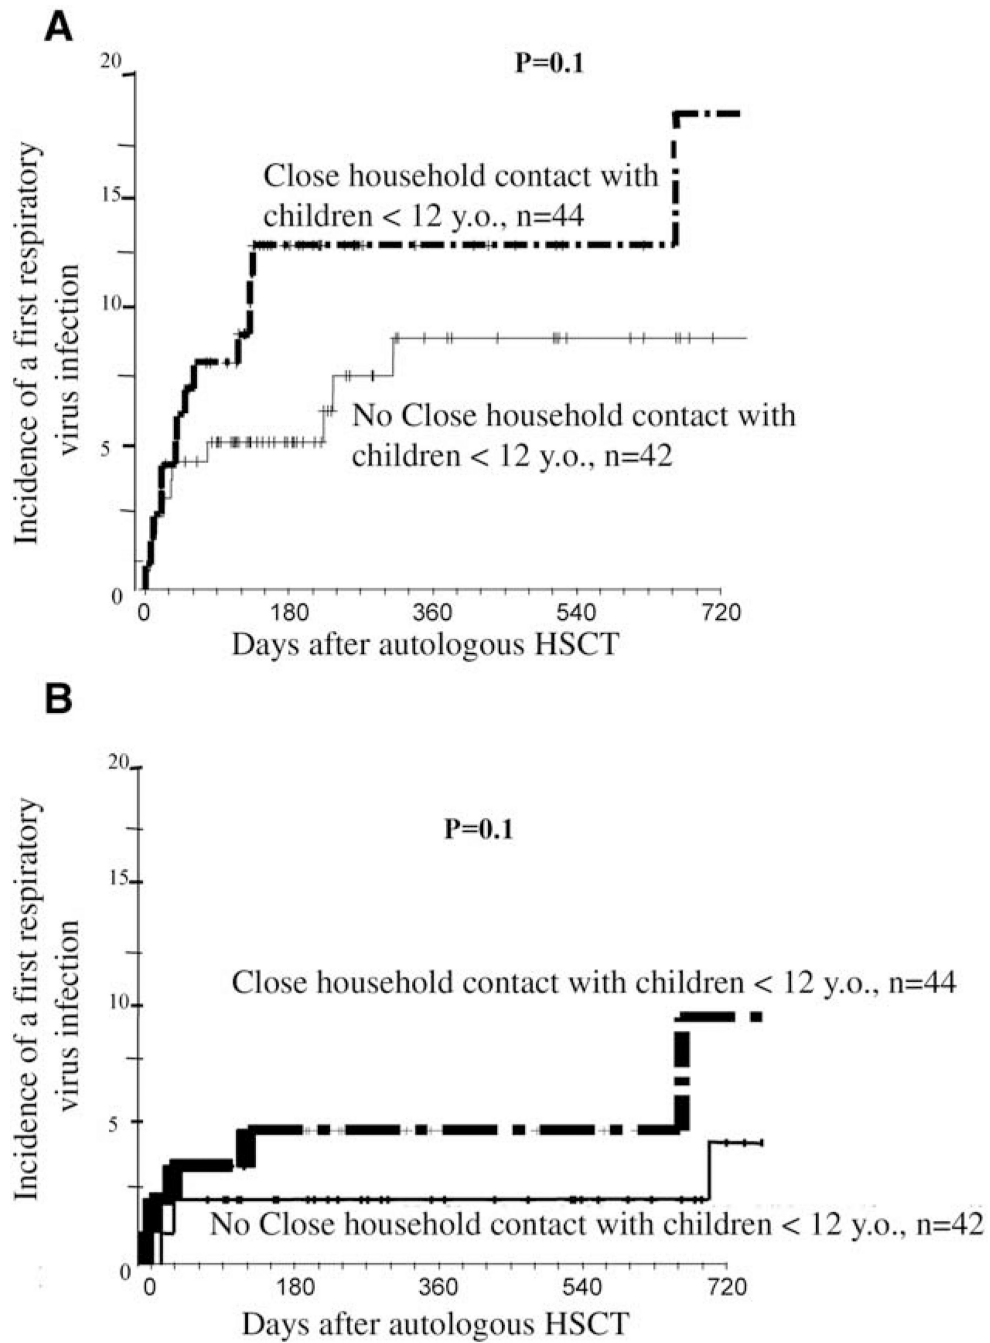 A
20
P=0.1
Close household contact with
children < 12 y.o., n=44
15
10
No Close household contact with
children < 12 y.o., n=42
5
0
Incidence of a first respiratory
virus infection
0 180 360 540 720
Days after autologous HSCT
B
20
P=0.1
15
Close household contact with children < 12 y.o., n=44
10
5
No Close household contact with children < 12 y.o., n=42
0
Incidence of a first respiratory
virus infection
0 180 360 540 720
Days after autologous HSCT